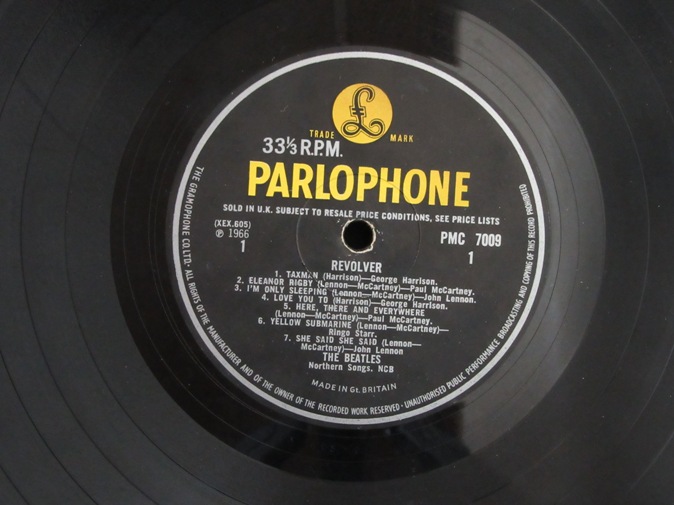 TRADE £ MARK
33⅓ R.P.M.
PARLOPHONE
SOLD IN U.K. SUBJECT TO RESALE PRICE CONDITIONS, SEE PRICE LISTS
(XEX.605)
℗ 1966
1
PMC 7009
1
REVOLVER
1. TAXMAN (Harrison)—George Harrison.
2. ELEANOR RIGBY (Lennon—McCartney)—Paul McCartney.
3. I'M ONLY SLEEPING (Lennon—McCartney)—John Lennon.
4. LOVE YOU TO (Harrison)—George Harrison.
5. HERE, THERE AND EVERYWHERE
(Lennon—McCartney)—Paul McCartney.
6. YELLOW SUBMARINE (Lennon—McCartney)—
Ringo Starr.
7. SHE SAID SHE SAID (Lennon—
McCartney)—John Lennon
THE BEATLES
Northern Songs. NCB
MADE IN GT. BRITAIN
THE GRAMOPHONE CO. LTD. · ALL RIGHTS OF THE MANUFACTURER AND OF THE OWNER OF THE RECORDED WORK RESERVED · UNAUTHORISED PUBLIC PERFORMANCE BROADCASTING AND COPYING OF THIS RECORD PROHIBITED